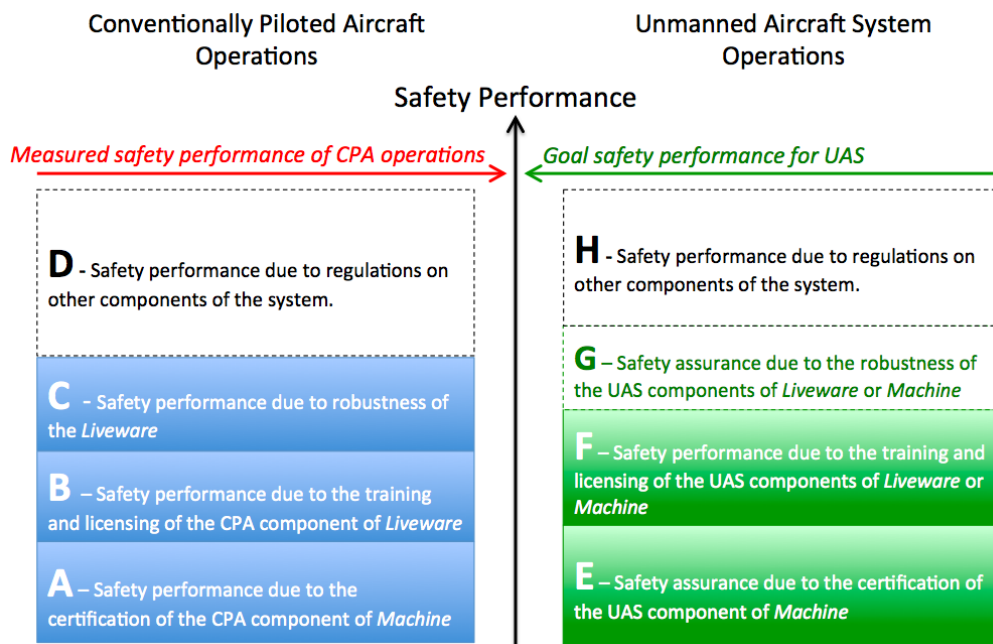 Conventionally Piloted Aircraft
Operations
Unmanned Aircraft System
Operations
Safety Performance
Measured safety performance of CPA operations
Goal safety performance for UAS
D - Safety performance due to regulations on
other components of the system.
C - Safety performance due to robustness of
the Liveware
B – Safety performance due to the training
and licensing of the CPA component of Liveware
A – Safety performance due to the
certification of the CPA component of Machine
H - Safety performance due to regulations on
other components of the system.
G – Safety assurance due to the robustness of
the UAS components of Liveware or Machine
F – Safety performance due to the training and
licensing of the UAS components of Liveware or
Machine
E – Safety assurance due to the certification of
the UAS component of Machine